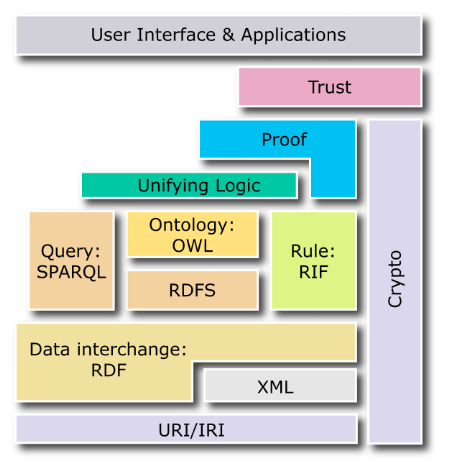 User Interface & Applications
Trust
Proof
Unifying Logic
Query:
SPARQL
Ontology:
OWL
RDFS
Rule:
RIF
Crypto
Data interchange:
RDF
XML
URI/IRI